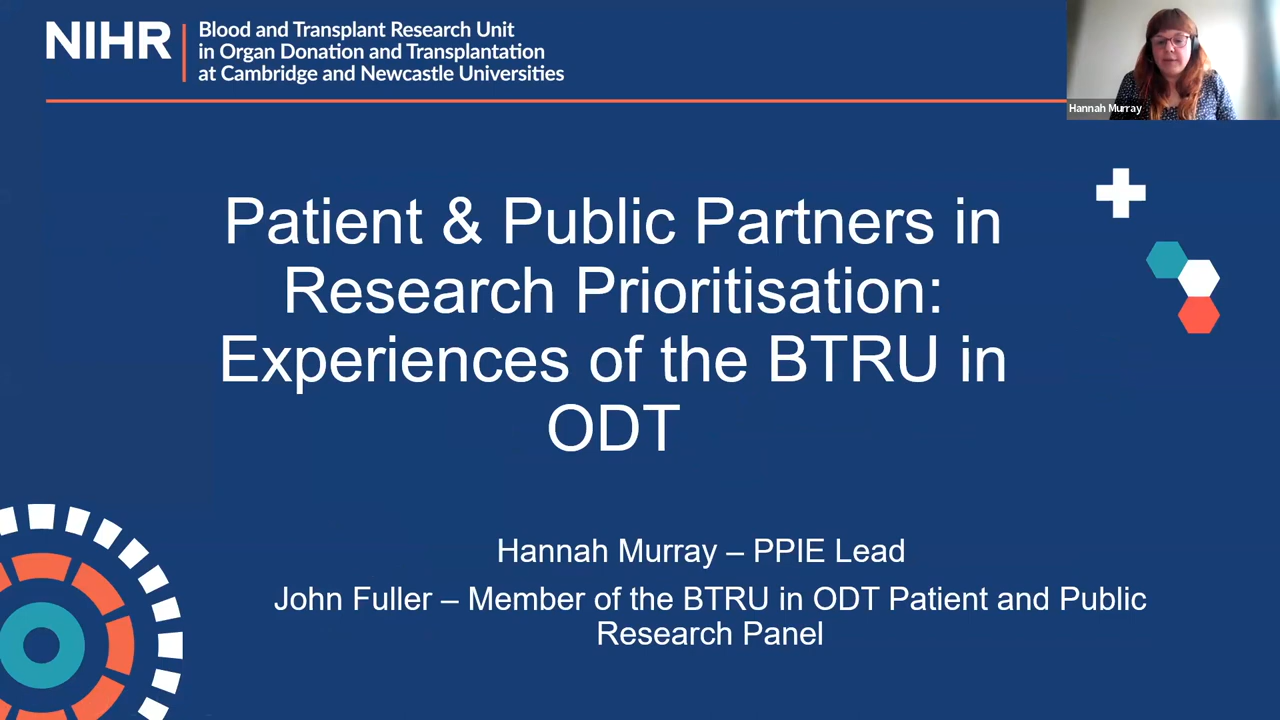 NIHR
Blood and Transplant Research Unit
in Organ Donation and Transplantation
at Cambridge and Newcastle Universities
Hannah Murray
Patient & Public Partners in
Research Prioritisation:
Experiences of the BTRU in
ODT
Hannah Murray – PPIE Lead
John Fuller – Member of the BTRU in ODT Patient and Public
Research Panel